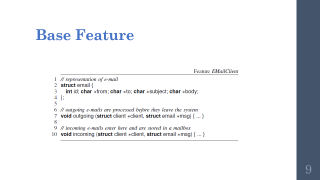 Base Feature
Feature EMailClient
1 // representation of e-mail
2 struct email {
3 int id; char *from; char *to; char *subject; char *body;
4 };
5
6 // outgoing e-mails are processed before they leave the system
7 void outgoing (struct client *client, struct email *msg) { ... }
8
9 // incoming e-mails enter here and are stored in a mailbox
10 void incoming (struct client *client, struct email *msg) { ... }
9